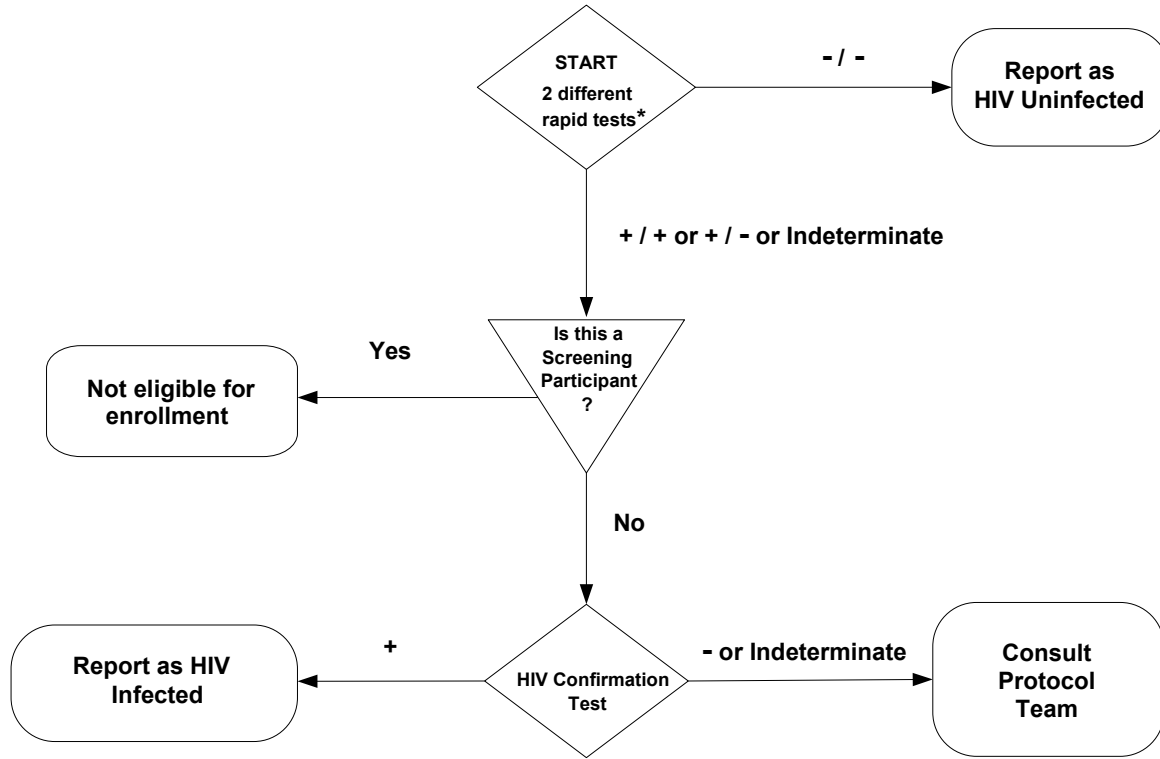 START
2 different
rapid tests*
- / -
Report as
HIV Uninfected
+ / + or + / - or Indeterminate
Is this a
Screening
Participant
?
Yes
Not eligible for
enrollment
No
HIV Confirmation
Test
+
Report as HIV
Infected
- or Indeterminate
Consult
Protocol
Team